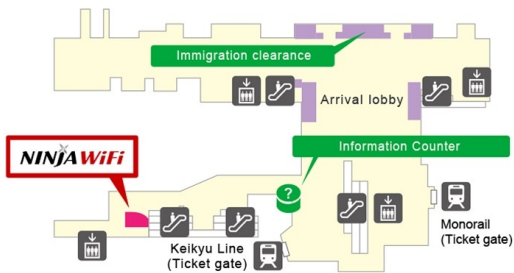 Immigration clearance
Arrival lobby
Information Counter
?
NINJA WiFi
Keikyu Line
(Ticket gate)
Monorail
(Ticket gate)